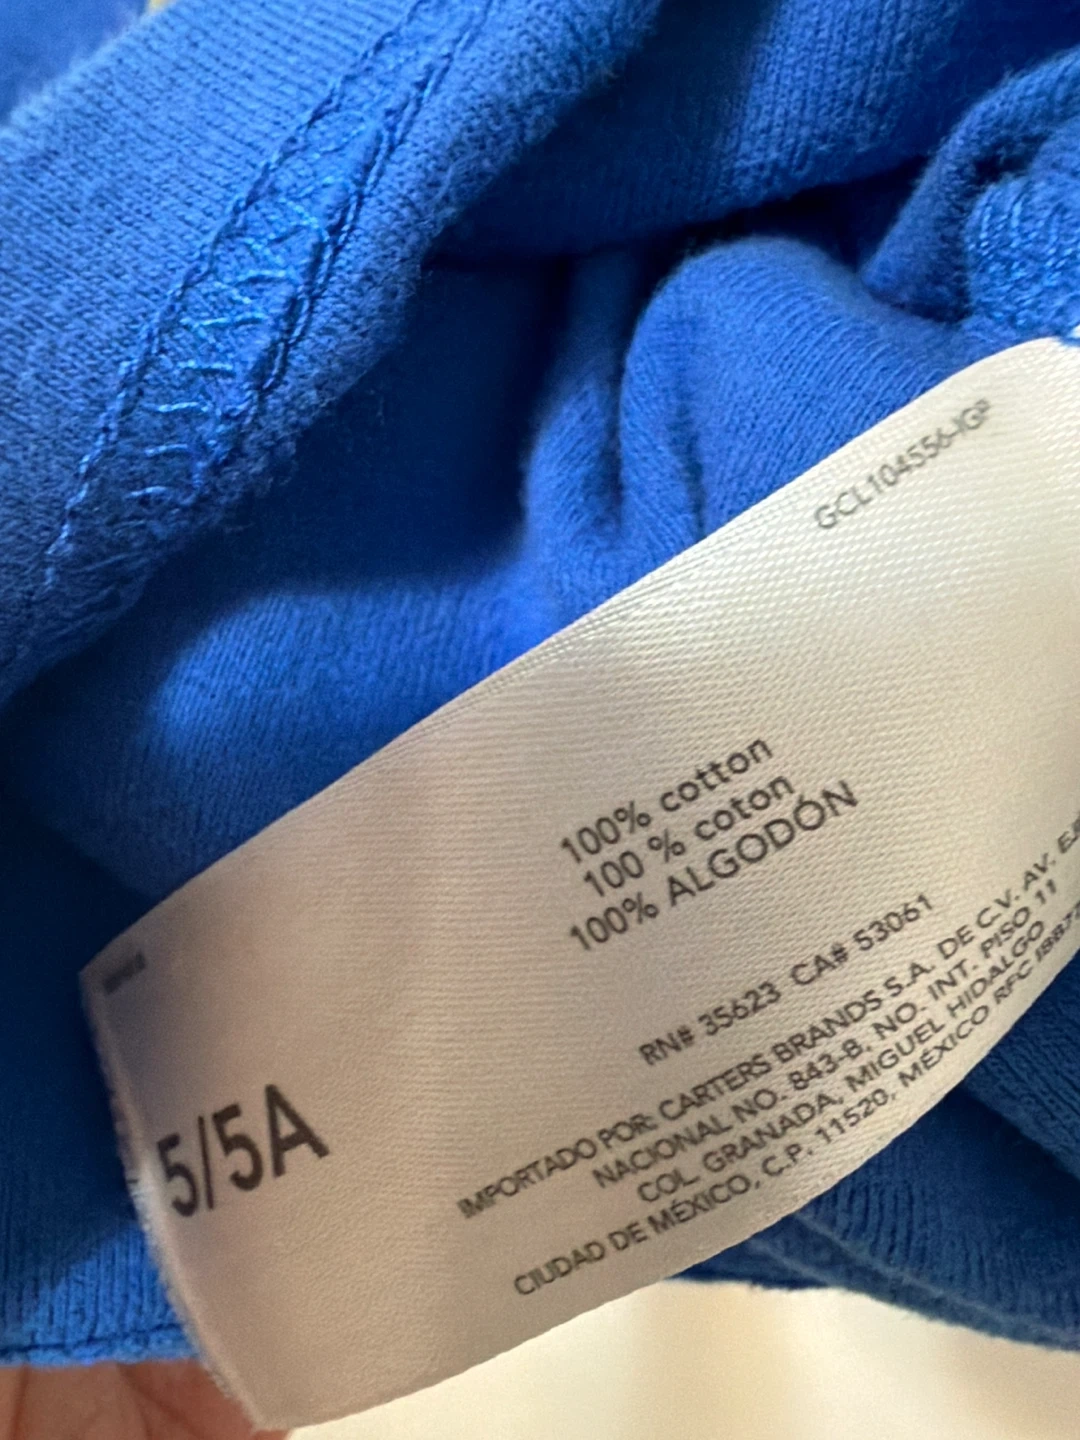 GCL104556-IGP
100% cotton
100 % coton
100% ALGODÓN
RN# 35623 CA# 53061
IMPORTADO POR: CARTERS BRANDS S.A. DE C.V. AV.
NACIONAL NO. 843-B, NO. INT. PISO 11
COL. GRANADA, MIGUEL HIDALGO
CIUDAD DE MÉXICO, C.P. 11520, MÉXICO RFC
5/5A